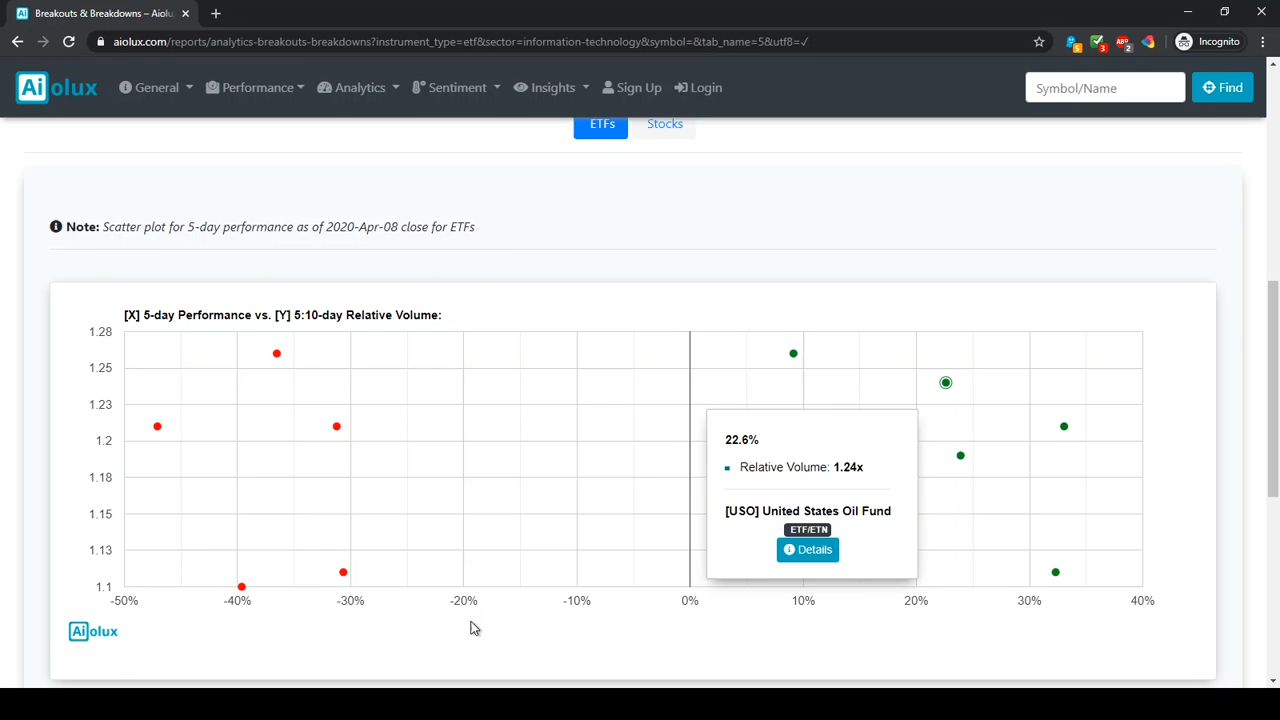 Breakouts & Breakdowns – Aiolu
aiolux.com/reports/analytics-breakouts-breakdowns?instrument_type=etf&sector=information-technology&symbol=&tab_name=5&utf8=✓
5
3
ABP
2
Incognito
Aiolux
General
Performance
Analytics
Sentiment
Insights
Sign Up
Login
Symbol/Name
Find
ETFs
Stocks
Note: Scatter plot for 5-day performance as of 2020-Apr-08 close for ETFs
[X] 5-day Performance vs. [Y] 5:10-day Relative Volume:
1.28
1.25
1.23
1.2
1.18
1.15
1.13
1.1
22.6%
Relative Volume: 1.24x
[USO] United States Oil Fund
ETF/ETN
Details
-50%
-40%
-30%
-20%
-10%
0%
10%
20%
30%
40%
Aiolux